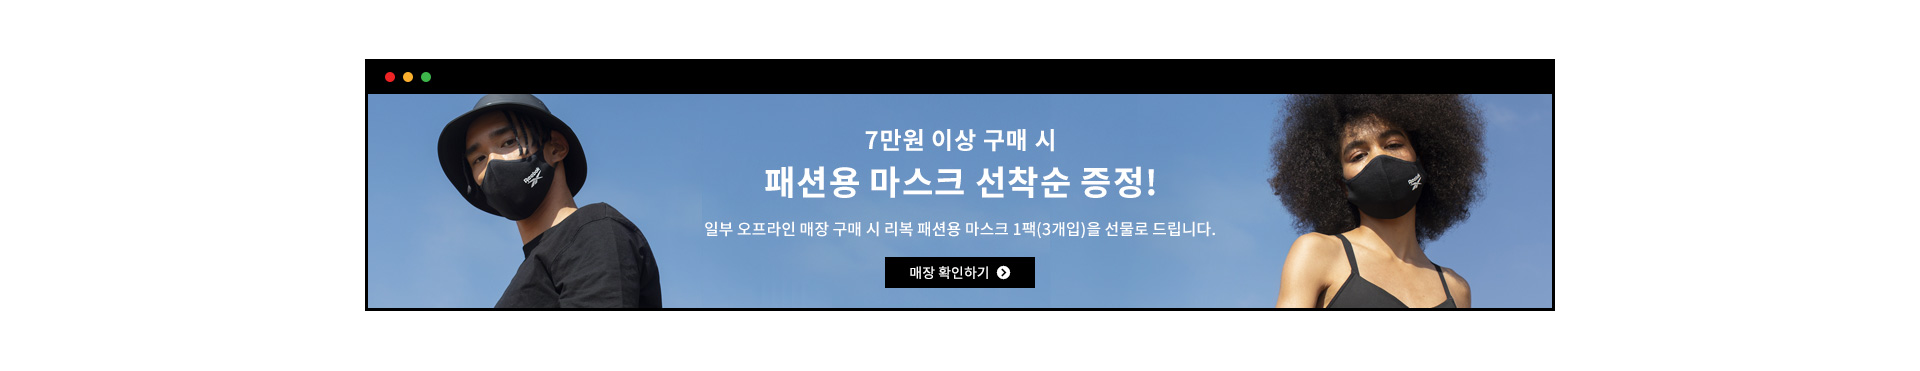 7만원 이상 구매 시
패션용 마스크 선착순 증정!
일부 오프라인 매장 구매 시 리복 패션용 마스크 1팩(3개입)을 선물로 드립니다.
매장 확인하기
Reebok
Reebok